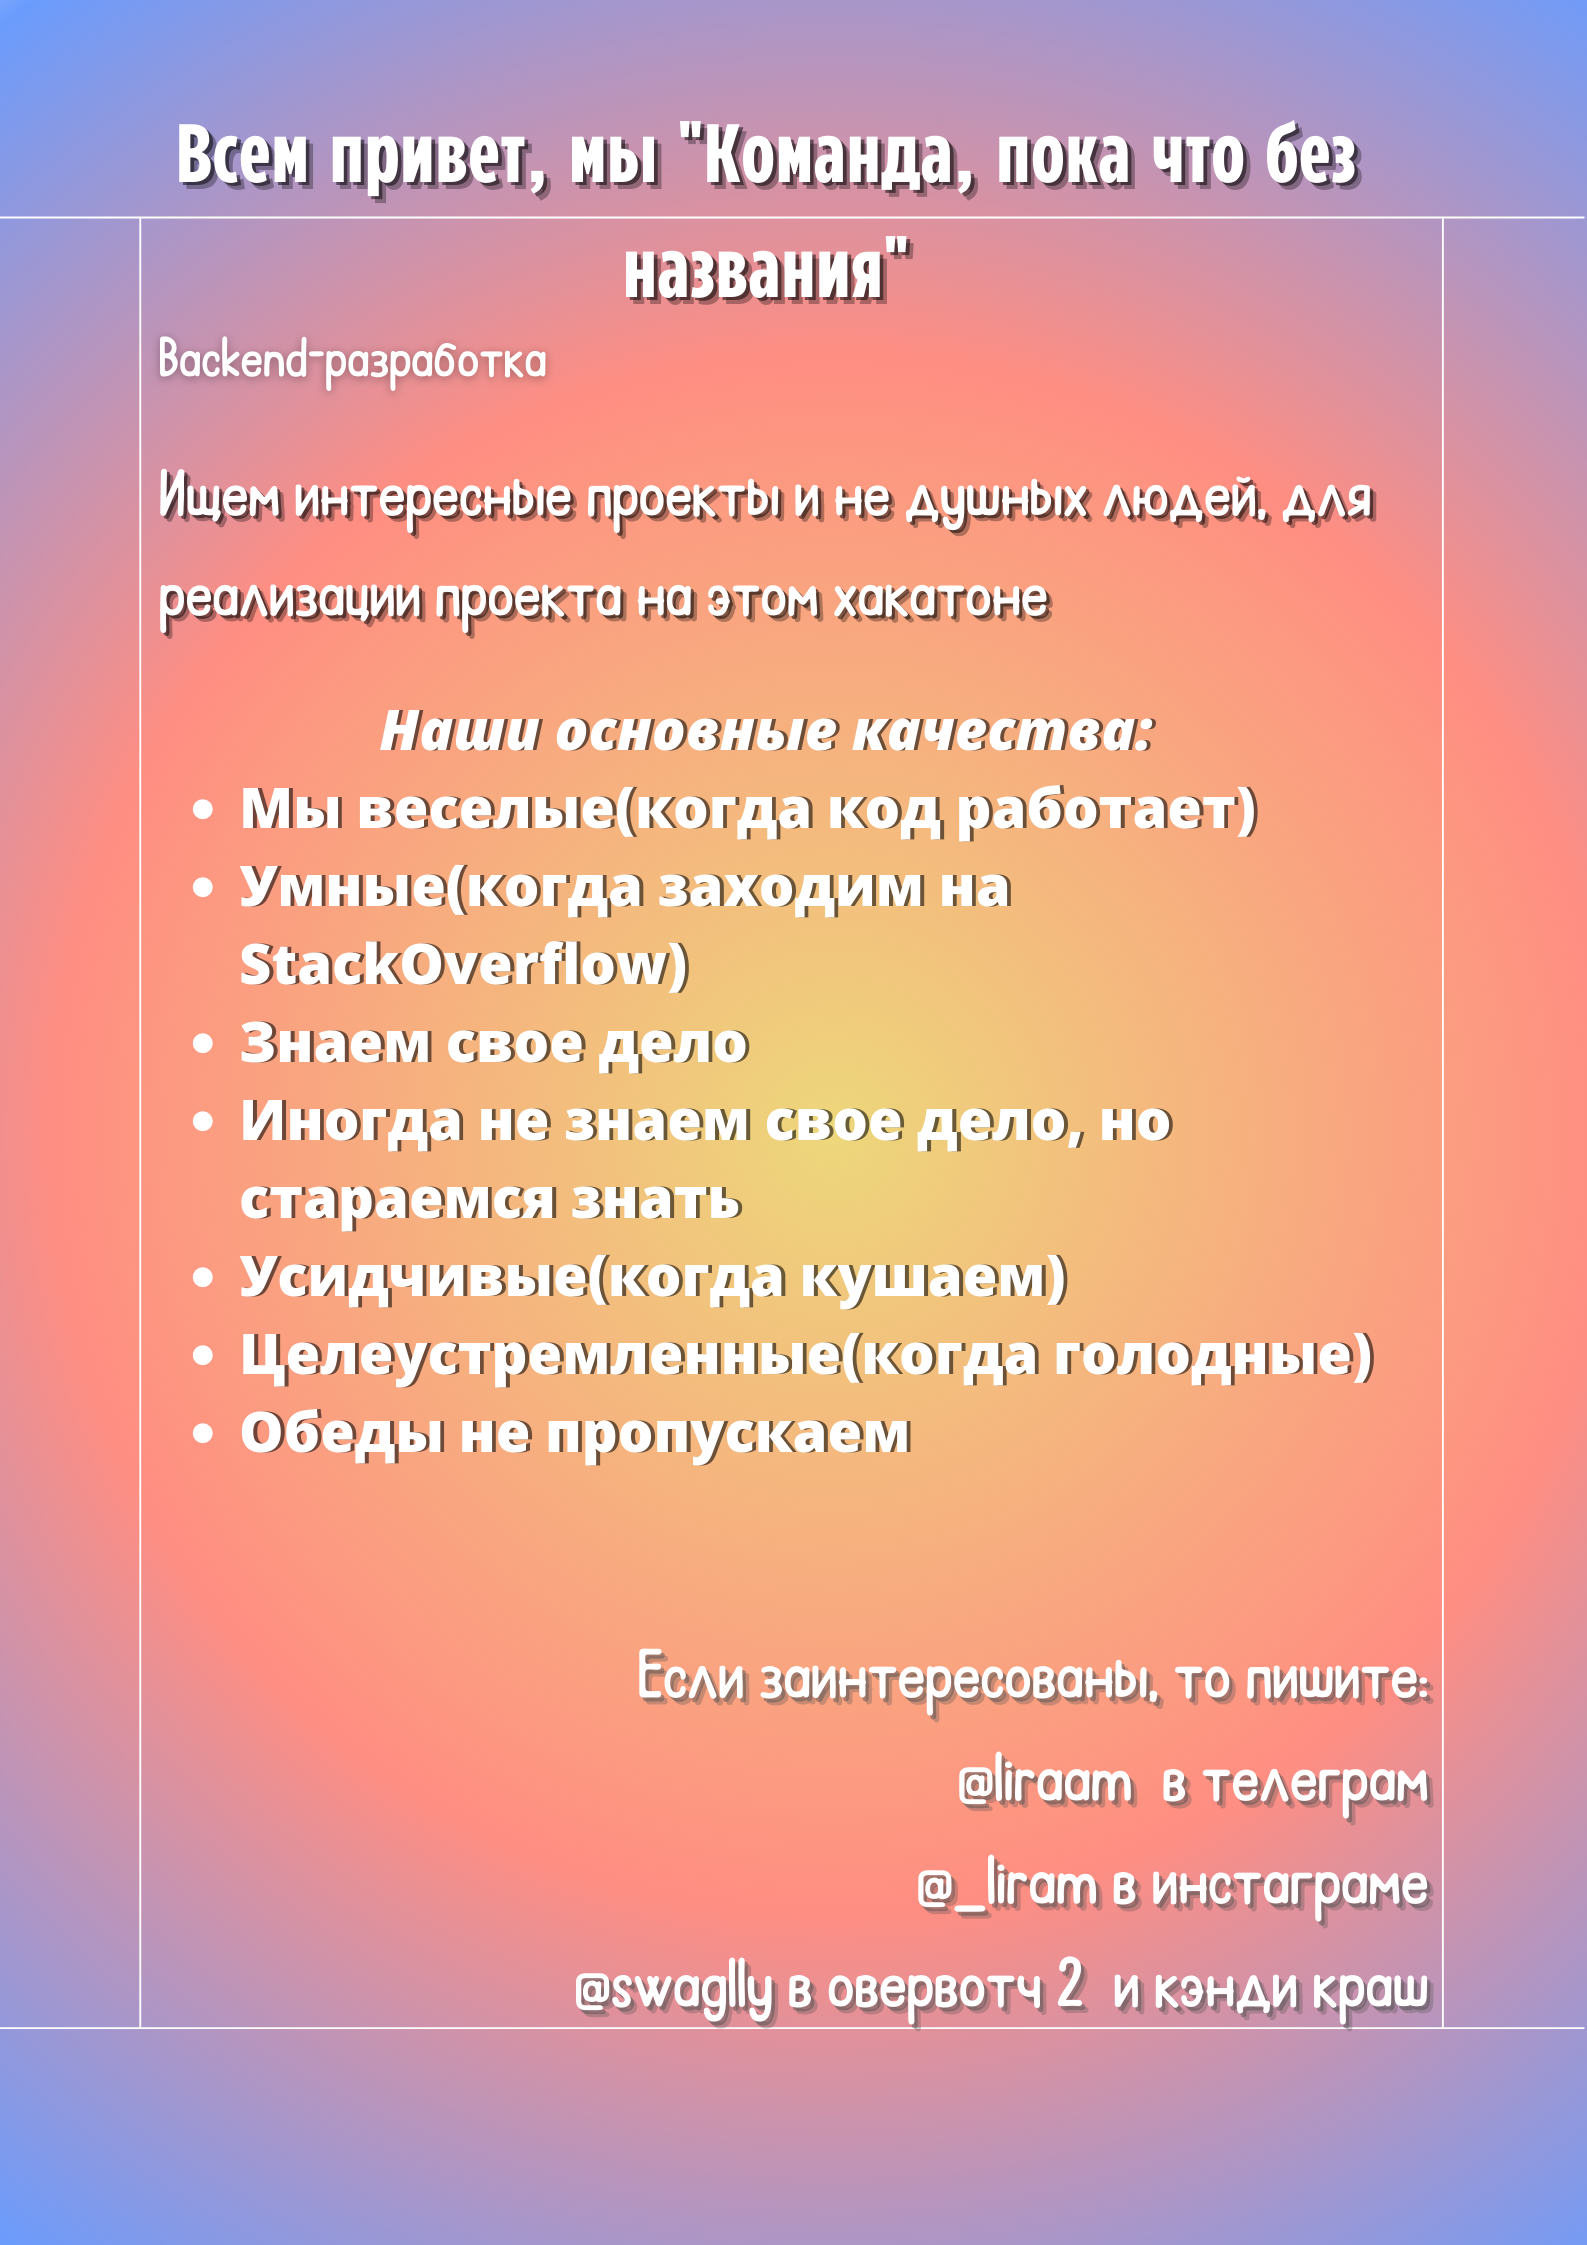 Всем привет, мы "Команда, пока что без
названия"
Backend-разработка
Ищем интересные проекты и не душных людей, для
реализации проекта на этом хакатоне
Наши основные качества:
• Мы веселые(когда код работает)
• Умные(когда заходим на
StackOverflow)
• Знаем свое дело
• Иногда не знаем свое дело, но
стараемся знать
• Усидчивые(когда кушаем)
• Целеустремленные(когда голодные)
• Обеды не пропускаем
Если заинтересованы, то пишите:
@liraam в телеграм
@_liram в инстаграме
@swaglly в овервотч 2 и кэнди краш